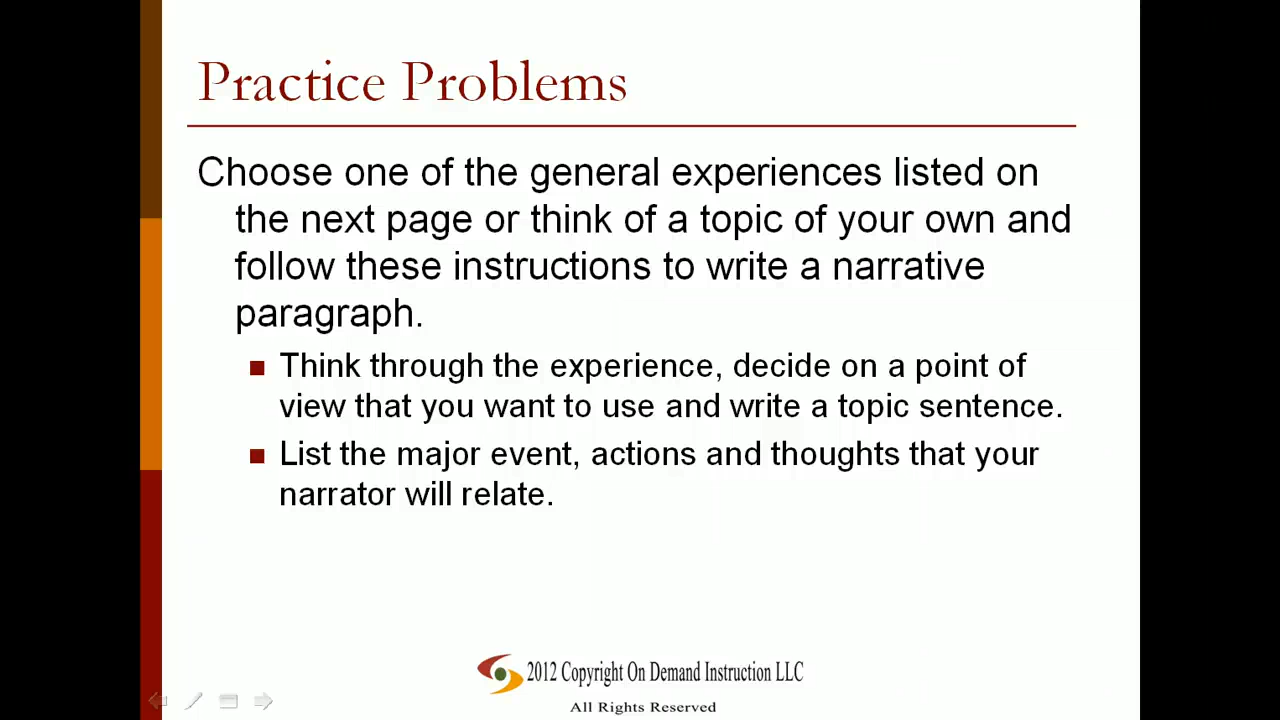 Practice Problems
Choose one of the general experiences listed on
the next page or think of a topic of your own and
follow these instructions to write a narrative
paragraph.
Think through the experience, decide on a point of
view that you want to use and write a topic sentence.
List the major event, actions and thoughts that your
narrator will relate.
2012 Copyright On Demand Instruction LLC
All Rights Reserved